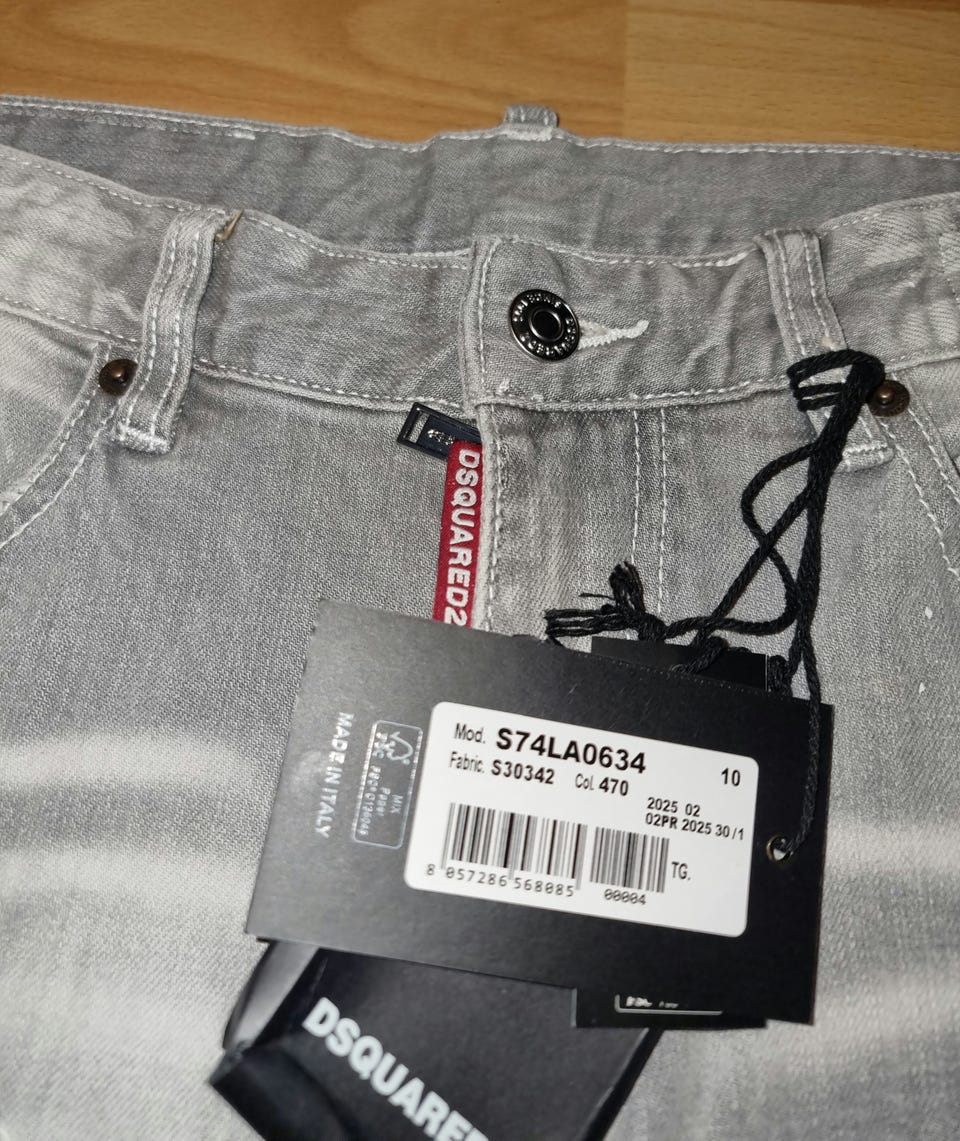 DSQUARED2
Mod. S74LA0634
10
Fabric. S30342 Col. 470
2025 02
02PR 2025 30/1
TG.
8 057286 568085
00004
MADE IN ITALY
MIX
DSQUARE